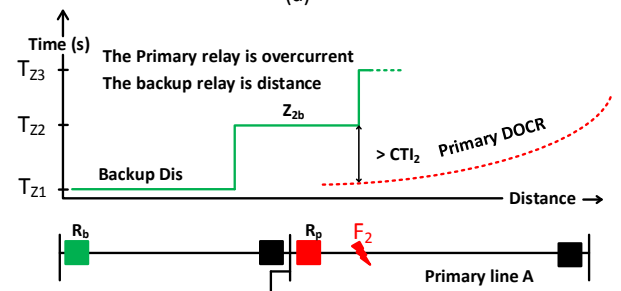 Time (s)
The Primary relay is overcurrent
The backup relay is distance
T_Z3
Z_2b
T_Z2
> CTI_2
Primary DOCR
Backup Dis
T_Z1
Distance
R_b
R_p
F_2
Primary line A